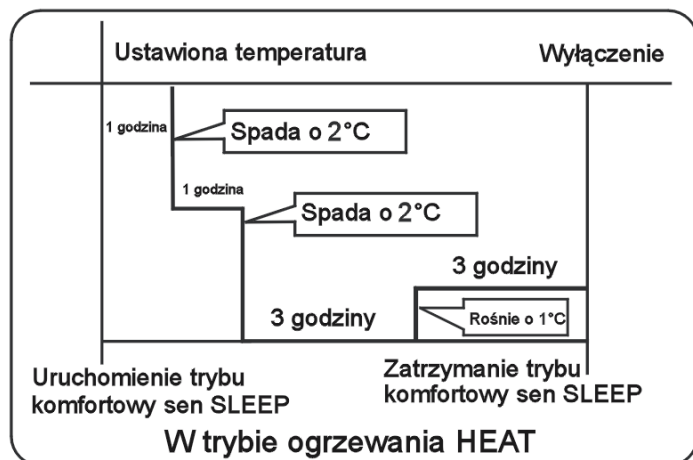 Ustawiona temperatura
Wyłączenie
1 godzina
Spada o 2°C
1 godzina
Spada o 2°C
3 godziny
3 godziny
Rośnie o 1°C
Uruchomienie trybu
komfortowy sen SLEEP
Zatrzymanie trybu
komfortowy sen SLEEP
W trybie ogrzewania HEAT